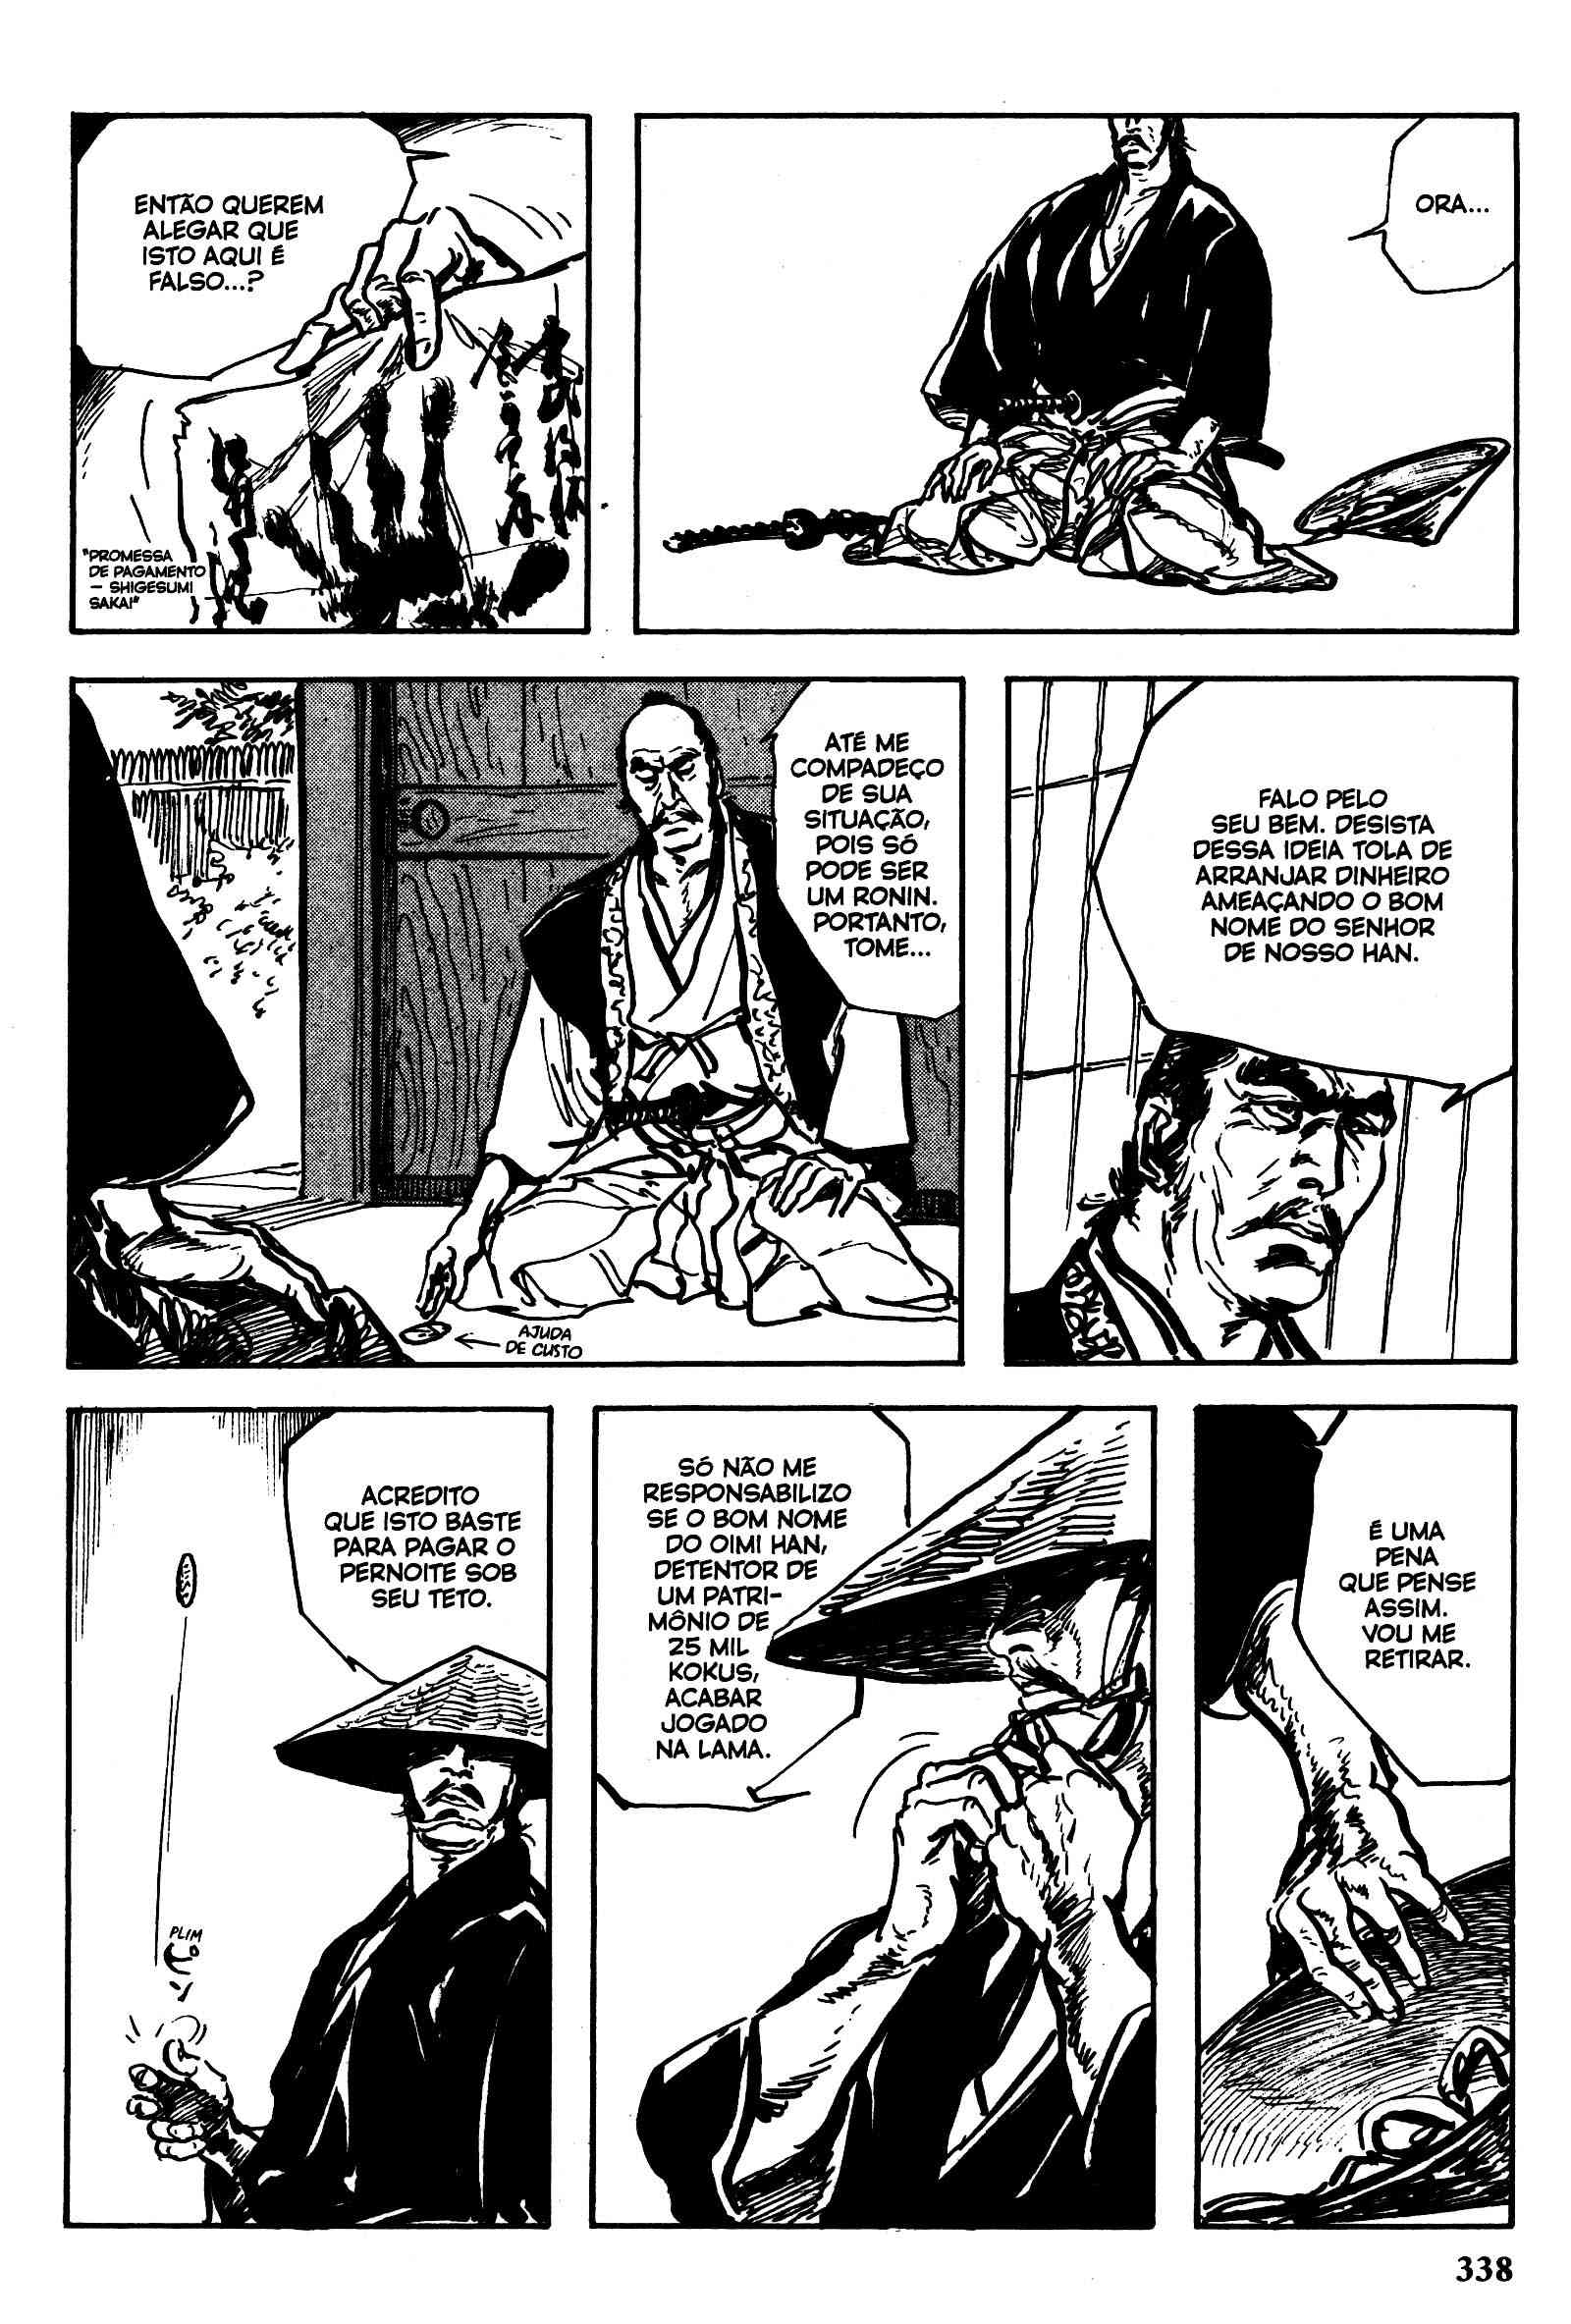 ORA...
ENTÃO QUEREM
ALEGAR QUE
ISTO AQUI É
FALSO...?
"PROMESSA
DE PAGAMENTO
– SHIGESUMI
SAKAI"
FALO PELO
SEU BEM. DESISTA
DESSA IDEIA TOLA DE
ARRANJAR DINHEIRO
AMEAÇANDO O BOM
NOME DO SENHOR
DE NOSSO HAN.
ATÉ ME
COMPADEÇO
DE SUA
SITUAÇÃO,
POIS SÓ
PODE SER
UM RONIN.
PORTANTO,
TOME...
AJUDA
DE CUSTO
É UMA
PENA
QUE PENSE
ASSIM.
VOU ME
RETIRAR.
SÓ NÃO ME
RESPONSABILIZO
SE O BOM NOME
DO OIMI HAN,
DETENTOR DE
UM PATRI-
MÔNIO DE
25 MIL
KOKUS,
ACABAR
JOGADO
NA LAMA.
ACREDITO
QUE ISTO BASTE
PARA PAGAR O
PERNOITE SOB
SEU TETO.
PLIM
338